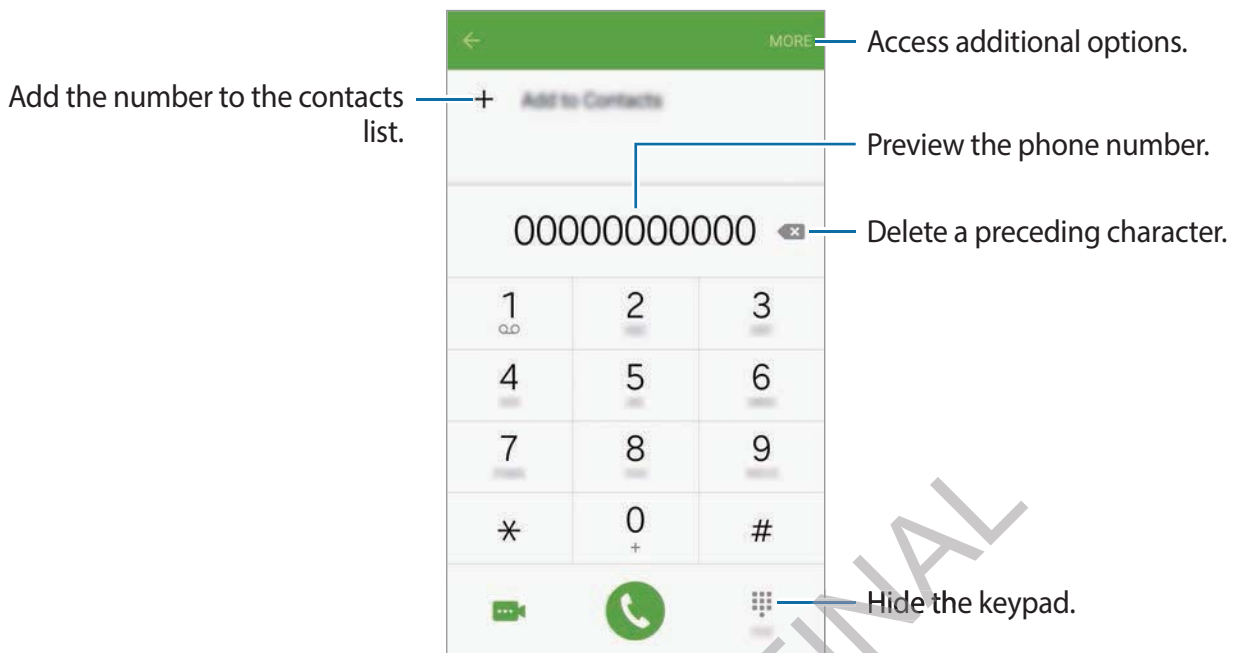 MORE
Access additional options.
Add the number to the contacts
list.
Add to Contacts
Preview the phone number.
00000000000
Delete a preceding character.
1 2 3
4 5 6
7 8 9
* 0 #
+
Hide the keypad.
INAL